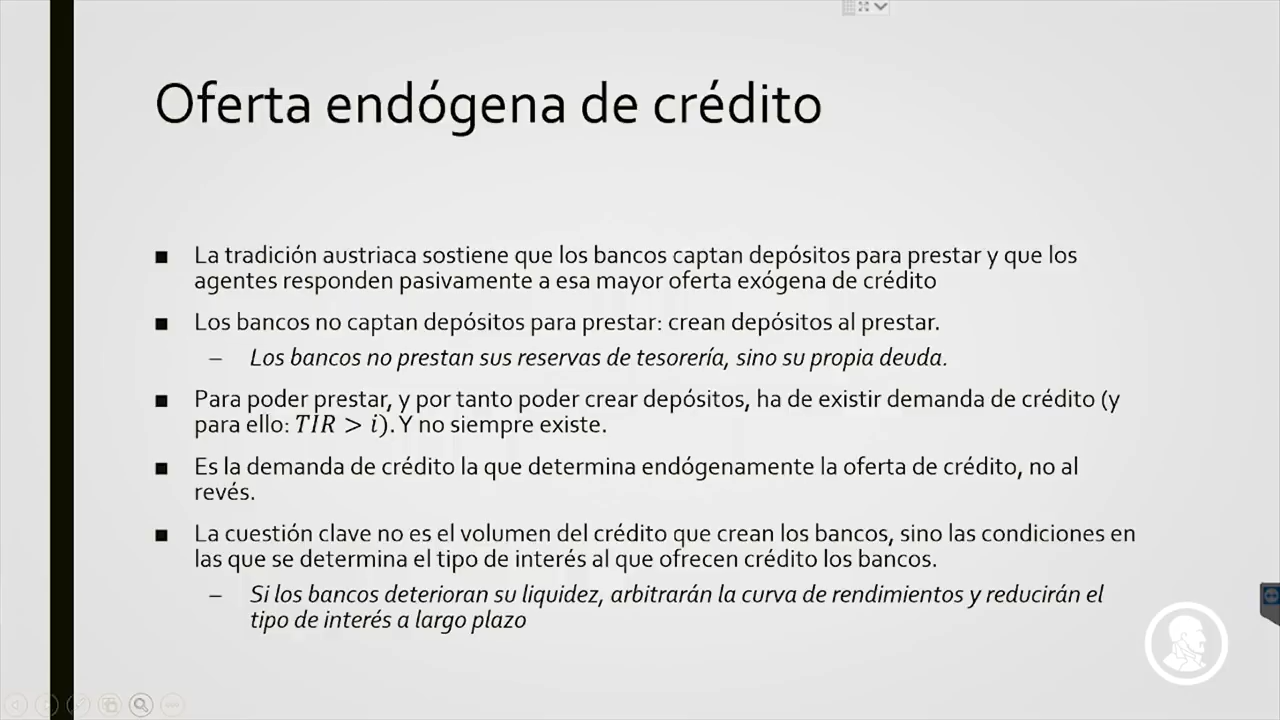 Oferta endógena de crédito
■ La tradición austriaca sostiene que los bancos captan depósitos para prestar y que los
agentes responden pasivamente a esa mayor oferta exógena de crédito
■ Los bancos no captan depósitos para prestar: crean depósitos al prestar.
– Los bancos no prestan sus reservas de tesorería, sino su propia deuda.
■ Para poder prestar, y por tanto poder crear depósitos, ha de existir demanda de crédito (y
para ello: TIR > i). Y no siempre existe.
■ Es la demanda de crédito la que determina endógenamente la oferta de crédito, no al
revés.
■ La cuestión clave no es el volumen del crédito que crean los bancos, sino las condiciones en
las que se determina el tipo de interés al que ofrecen crédito los bancos.
– Si los bancos deterioran su liquidez, arbitrarán la curva de rendimientos y reducirán el
tipo de interés a largo plazo